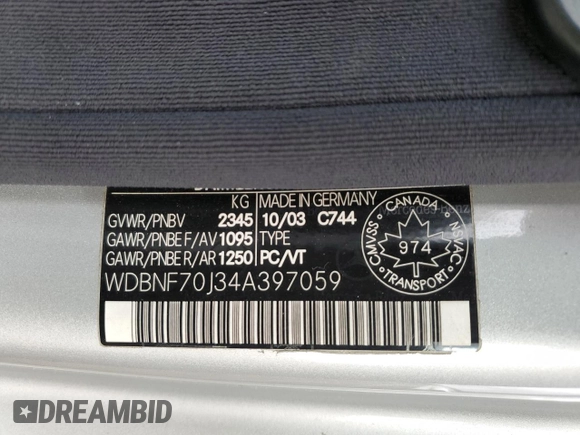 KG MADE IN GERMANY
GVWR/PNBV 2345 10/03 C744
GAWR/PNBE F/AV 1095 TYPE
GAWR/PNBE R/AR 1250 PC/VT
WDBNF70J34A397059
CANADA
CMVSS
NSVAC
974
TRANSPORT
DREAMBID